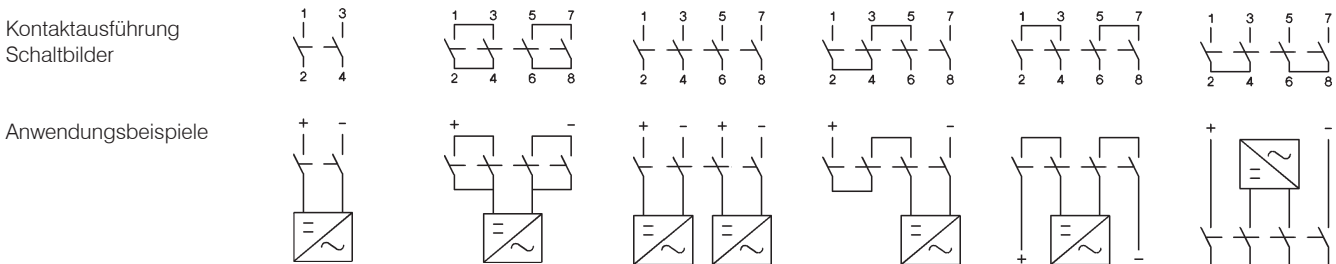 Kontaktausführung
Schaltbilder
1 3 1 3 5 7 1 3 5 7 1 3 5 7 1 3 5 7 1 3 5 7
2 4 2 4 6 8 2 4 6 8 2 4 6 8 2 4 6 8 2 4 6 8
Anwendungsbeispiele
+ - + - + - + - + - + -
+ -